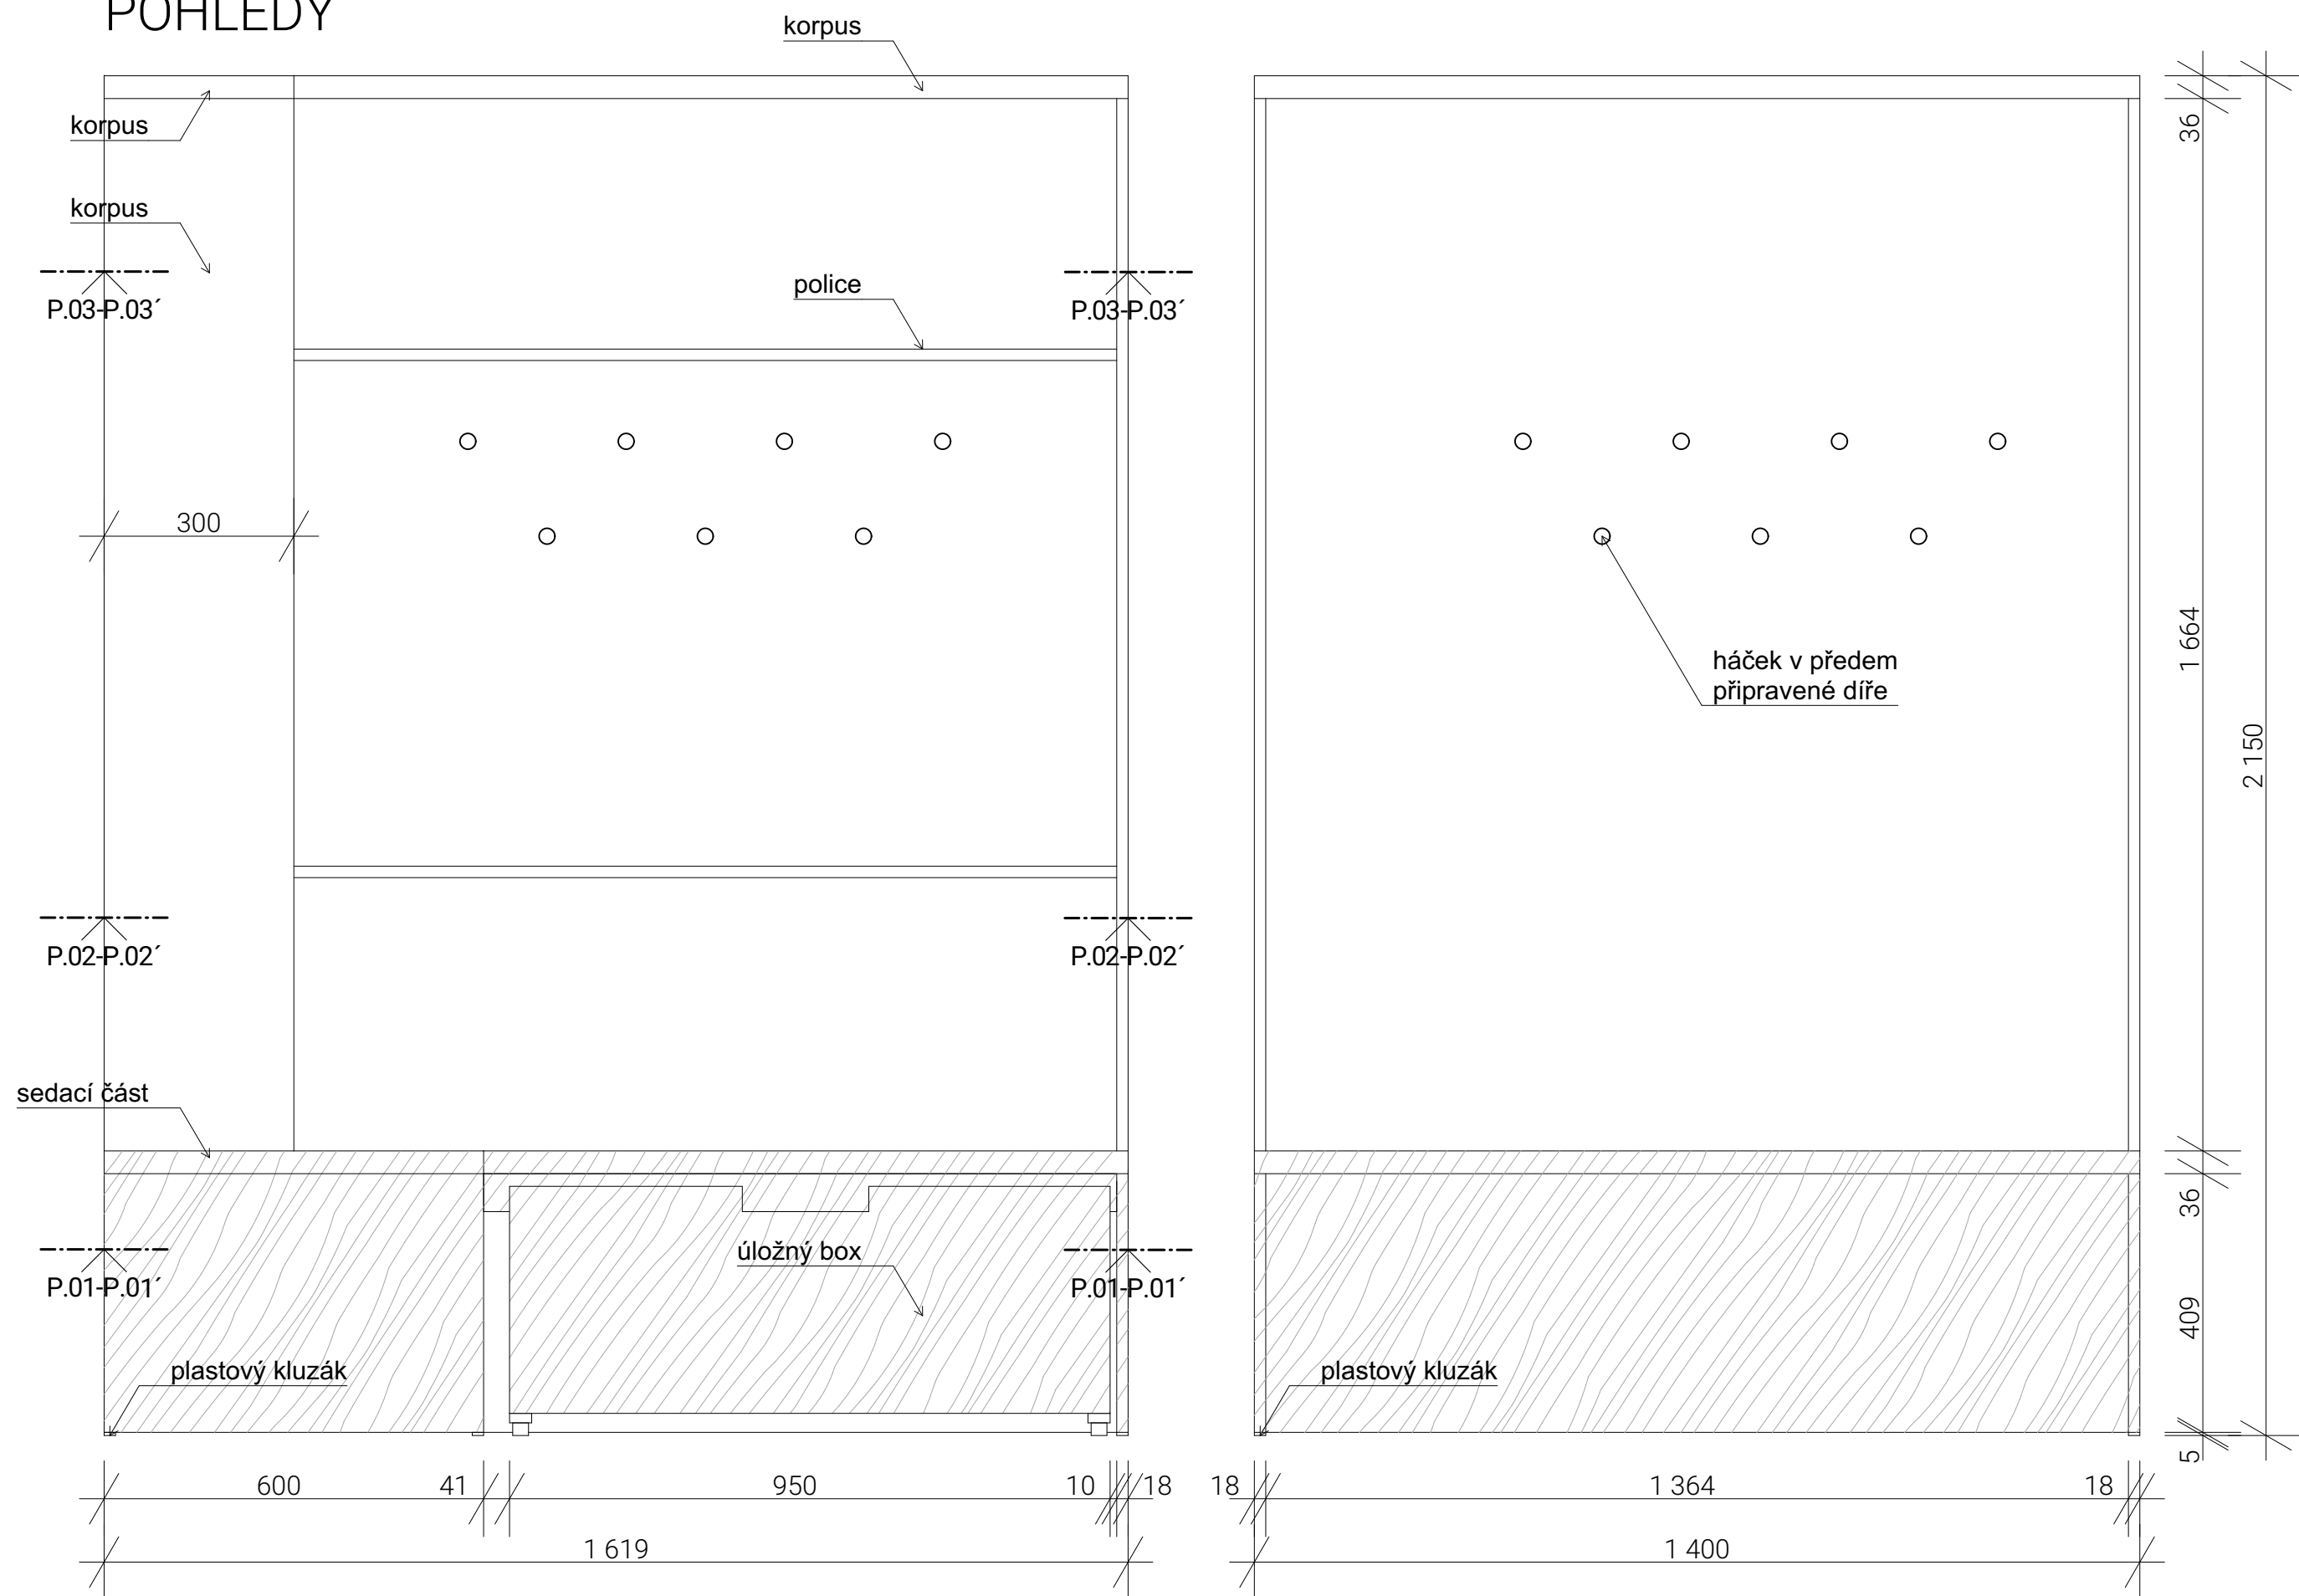 POHLEDY
korpus
korpus
korpus
P.03-P.03´
police
P.03-P.03´
300
háček v předem
připravené díře
P.02-P.02´
P.02-P.02´
sedací část
úložný box
P.01-P.01´
P.01-P.01´
plastový kluzák
plastový kluzák
36
1 664
2 150
36
409
5
600
41
950
10
18
18
1 364
18
1 619
1 400